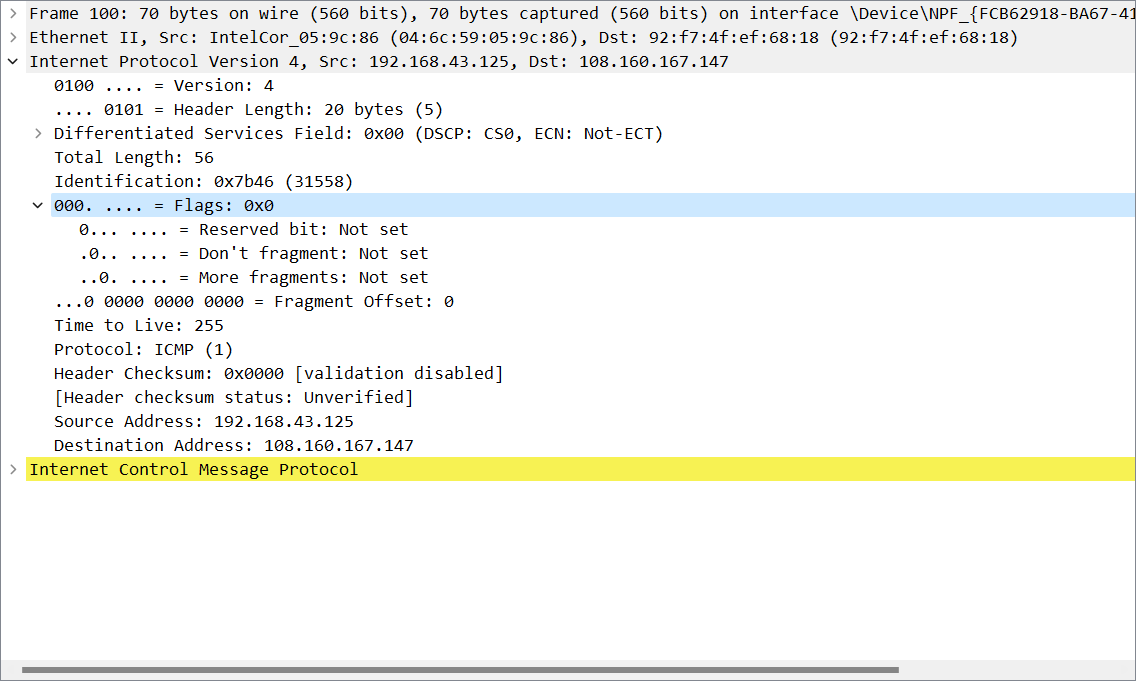 Frame 100: 70 bytes on wire (560 bits), 70 bytes captured (560 bits) on interface \Device\NPF_{FCB62918-BA67-41
Ethernet II, Src: IntelCor_05:9c:86 (04:6c:59:05:9c:86), Dst: 92:f7:4f:ef:68:18 (92:f7:4f:ef:68:18)
Internet Protocol Version 4, Src: 192.168.43.125, Dst: 108.160.167.147
0100 .... = Version: 4
.... 0101 = Header Length: 20 bytes (5)
Differentiated Services Field: 0x00 (DSCP: CS0, ECN: Not-ECT)
Total Length: 56
Identification: 0x7b46 (31558)
000. .... = Flags: 0x0
0... .... = Reserved bit: Not set
.0.. .... = Don't fragment: Not set
..0. .... = More fragments: Not set
...0 0000 0000 0000 = Fragment Offset: 0
Time to Live: 255
Protocol: ICMP (1)
Header Checksum: 0x0000 [validation disabled]
[Header checksum status: Unverified]
Source Address: 192.168.43.125
Destination Address: 108.160.167.147
Internet Control Message Protocol